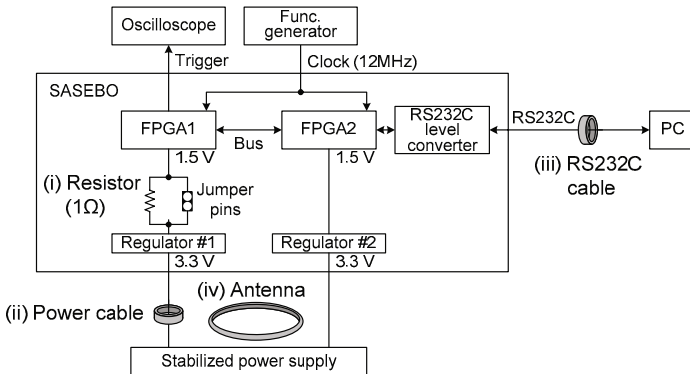 Oscilloscope
Func.
generator
Trigger
Clock (12MHz)
SASEBO
FPGA1
Bus
FPGA2
RS232C
level
converter
RS232C
PC
1.5 V
1.5 V
(iii) RS232C
cable
(i) Resistor
(1Ω)
Jumper
pins
Regulator #1
Regulator #2
3.3 V
3.3 V
(ii) Power cable
(iv) Antenna
Stabilized power supply